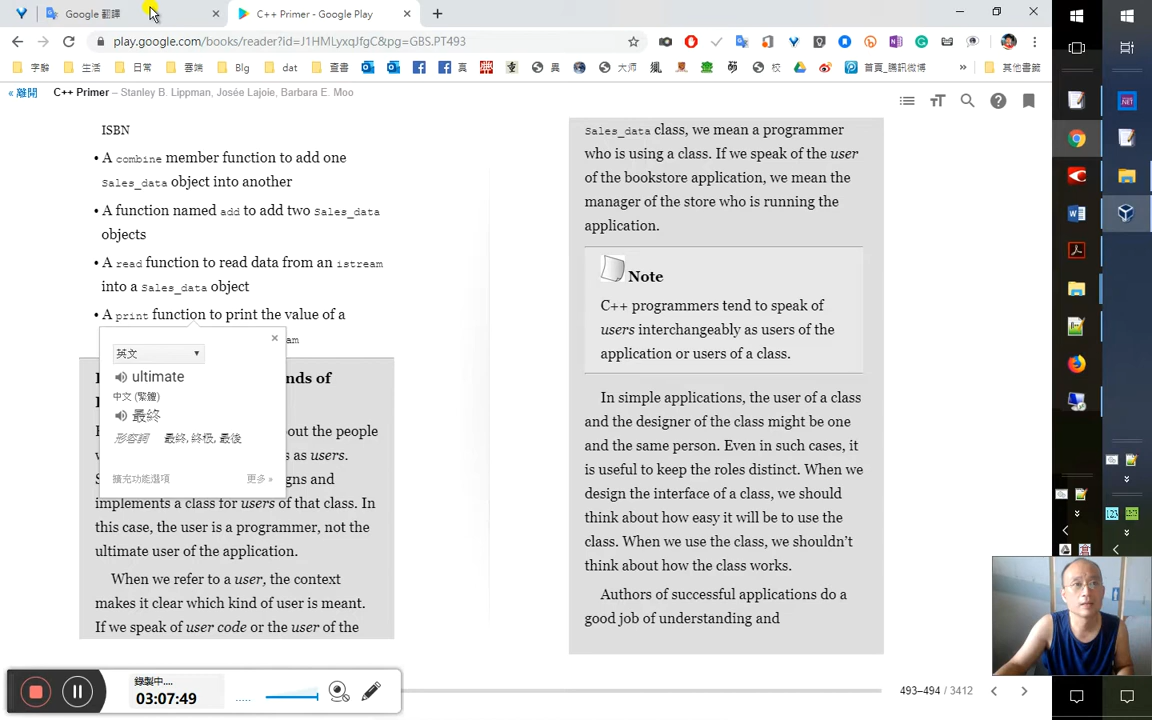 Google 翻譯
C++ Primer - Google Play
play.google.com/books/reader?id=J1HMLyxqJfgC&pg=GBS.PT493
字辭
生活
日常
雲端
Blg
dat
查書
真
異
大师
校
首頁_騰訊微博
其他書籤
« 離開
C++ Primer – Stanley B. Lippman, Josée Lajoie, Barbara E. Moo
ISBN
• A combine member function to add one
Sales_data object into another
• A function named add to add two Sales_data
objects
• A read function to read data from an istream
into a Sales_data object
• A print function to print the value of a
英文
ultimate
中文 (繁體)
最終
形容詞 最終, 终极, 最後
擴充功能選項
更多 »
nds of
out the people
as users.
gns and
implements a class for users of that class. In
this case, the user is a programmer, not the
ultimate user of the application.
When we refer to a user, the context
makes it clear which kind of user is meant.
If we speak of user code or the user of the
Sales_data class, we mean a programmer
who is using a class. If we speak of the user
of the bookstore application, we mean the
manager of the store who is running the
application.
Note
C++ programmers tend to speak of
users interchangeably as users of the
application or users of a class.
In simple applications, the user of a class
and the designer of the class might be one
and the same person. Even in such cases, it
is useful to keep the roles distinct. When we
design the interface of a class, we should
think about how easy it will be to use the
class. When we use the class, we shouldn't
think about how the class works.
Authors of successful applications do a
good job of understanding and
493–494 / 3412
錄製中....
03:07:49